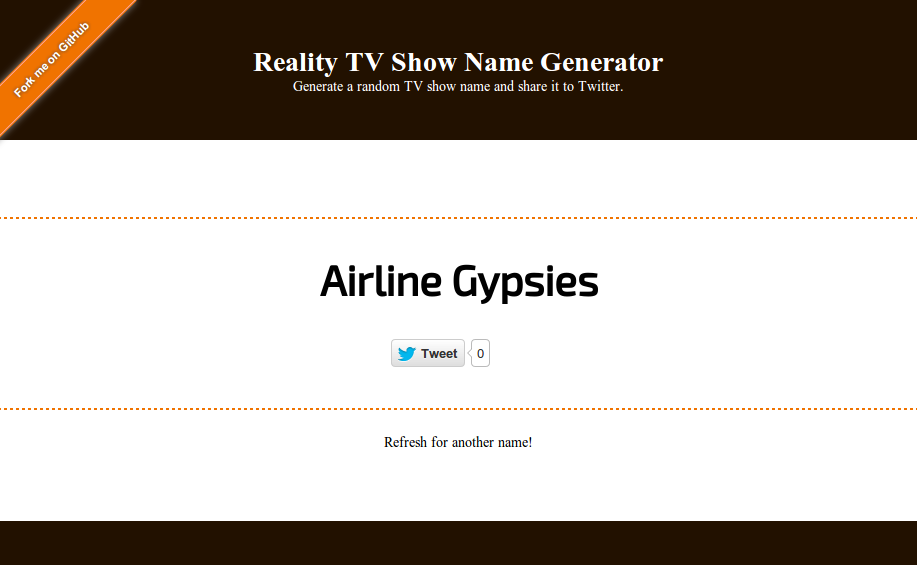 Fork me on GitHub
Reality TV Show Name Generator
Generate a random TV show name and share it to Twitter.
Airline Gypsies
Tweet 0
Refresh for another name!